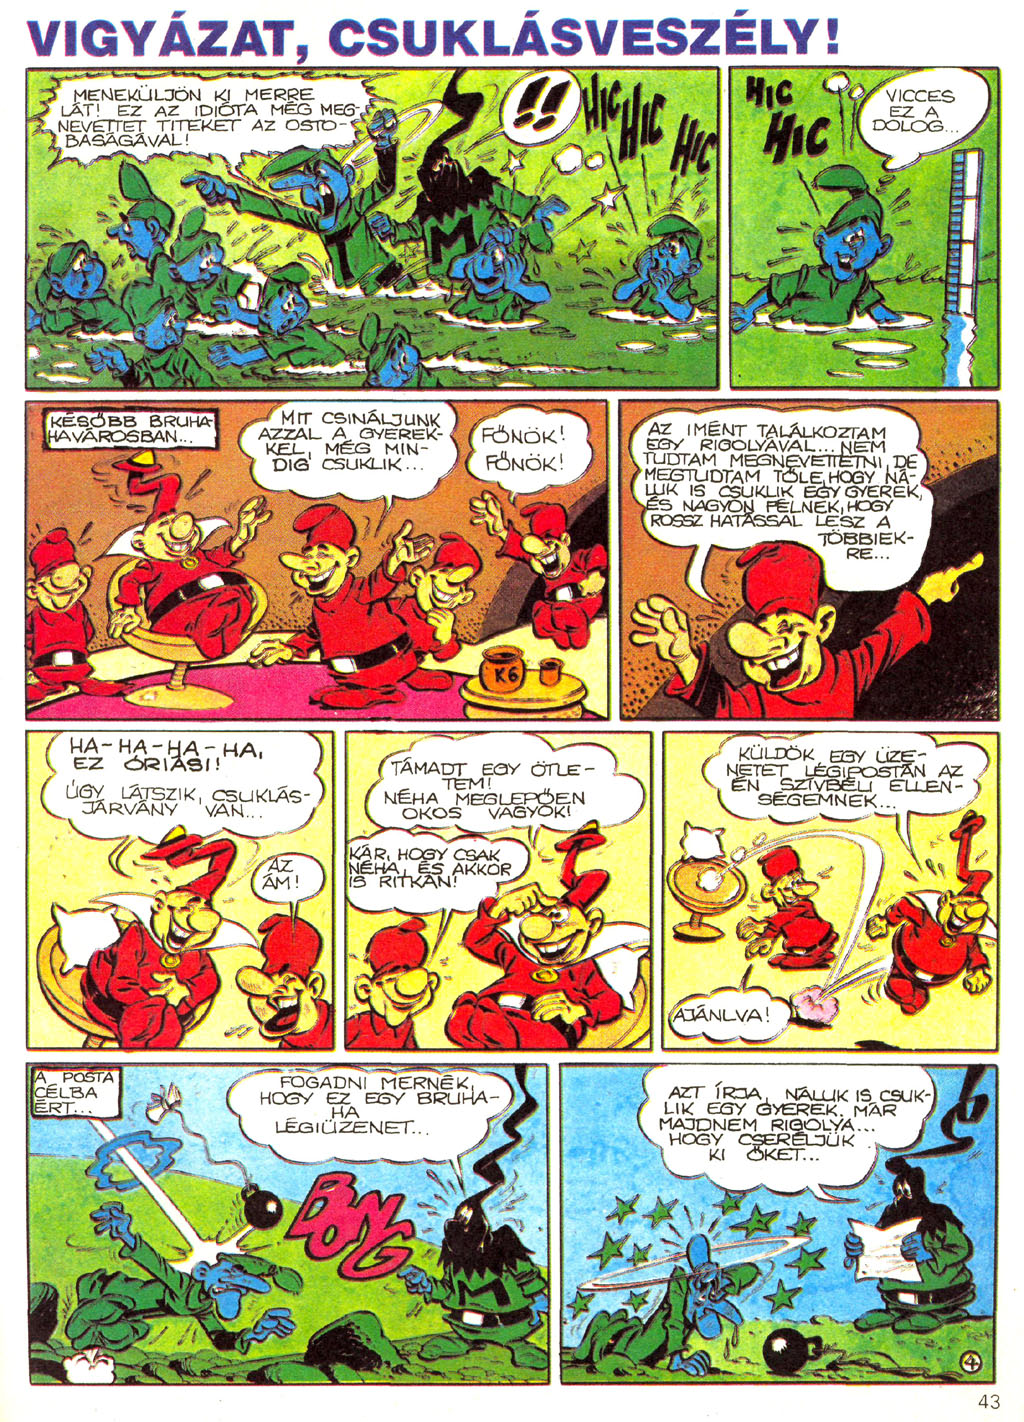 VIGYÁZAT, CSUKLÁSVESZÉLY!
MENEKÜLJÖN KI MERRE
LÁT! EZ AZ IDIÓTA MÉG MEG-
NEVETTET TITEKET AZ OSTO-
BASÁGÁVAL!
!!
HIC
HIC
HIC
T
M
HIC
HIC
VICCES
EZ A
DOLOG...
KÉSŐBB BRUHA-
HAVÁROSBAN...
MIT CSINÁLJUNK
AZZAL A GYEREK-
KEL, MÉG MIN-
DIG CSUKLIK...
FŐNÖK!
FŐNÖK!
K6
AZ IMÉNT TALÁLKOZTAM
EGY RIGOLYÁVAL... NEM
TUDTAM MEGNEVETTETNI, DE
MEGTUDTAM TŐLE, HOGY NÁ-
LUK IS CSUKLIK EGY GYEREK,
ÉS NAGYON FÉLNEK, HOGY
ROSSZ HATÁSSAL LESZ A
TÖBBIEK-
RE...
HA-HA-HA-HA,
EZ ÓRIÁSI!
ÚGY LÁTSZIK, CSUKLÁS-
JÁRVÁNY VAN...
AZ
ÁM!
TÁMADT EGY ÖTLE-
TEM!
NÉHA MEGLEPŐEN
OKOS VAGYOK!
KÁR, HOGY CSAK
NÉHA, ÉS AKKOR
IS RITKÁN!
KÜLDÖK EGY ÜZE-
NETET LÉGIPOSTÁN AZ
ÉN SZÍVBÉLI ELLEN-
SÉGEMNEK...
AJÁNLVA!
A POSTA
CÉLBA
ÉRT...
FOGADNI MERNÉK,
HOGY EZ EGY BRUHA-
HA
LÉGIÜZENET...
BONG
DONG
M
AZT ÍRJA, NÁLUK IS CSUK-
LIK EGY GYEREK. MÁR
MAJDNEM RIGOLYA...
HOGY CSERÉLJÜK
KI ŐKET...
4
43